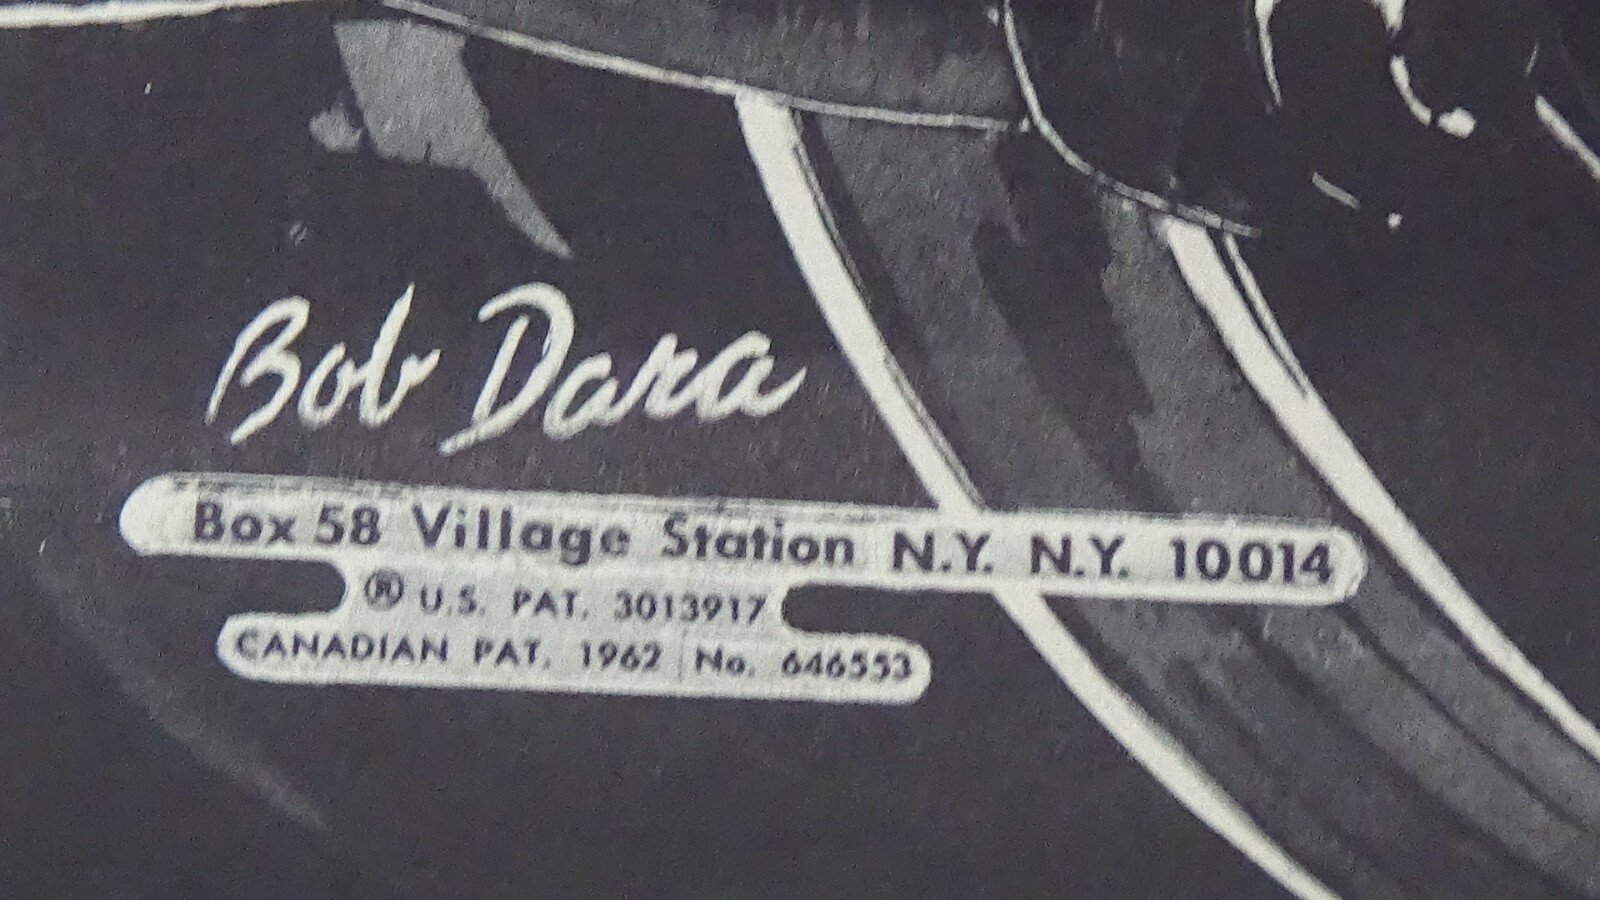 Bob Dara
Box 58 Village Station N.Y. N.Y. 10014
® U.S. PAT. 3013917
CANADIAN PAT. 1962 No. 646553